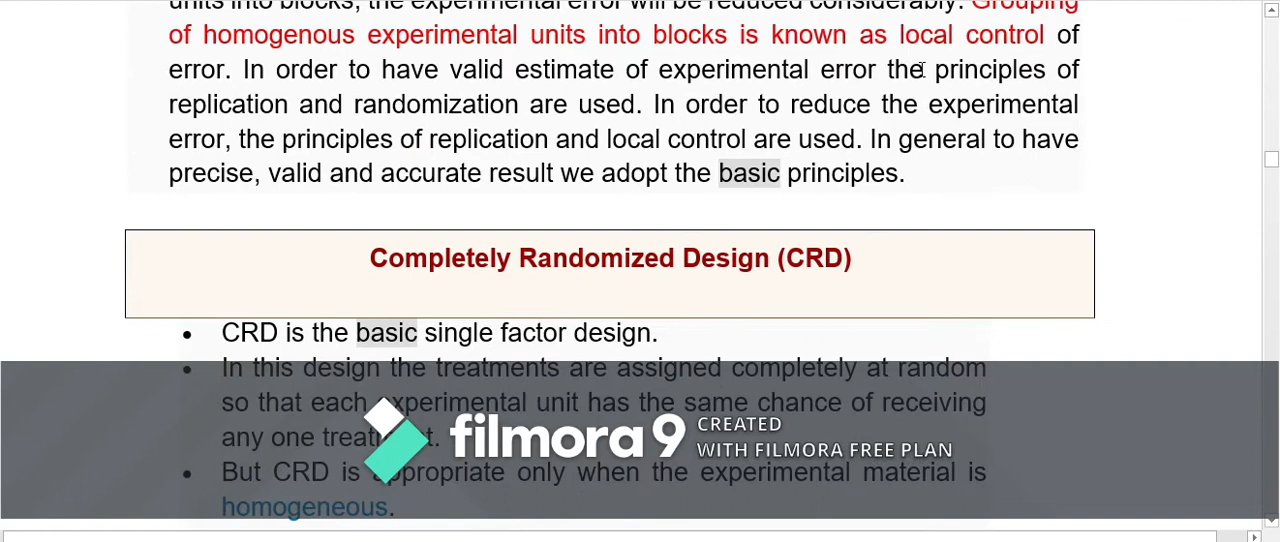 units into blocks, the experimental error will be reduced considerably. Grouping
of homogenous experimental units into blocks is known as local control of
error. In order to have valid estimate of experimental error the principles of
replication and randomization are used. In order to reduce the experimental
error, the principles of replication and local control are used. In general to have
precise, valid and accurate result we adopt the basic principles.
Completely Randomized Design (CRD)
• CRD is the basic single factor design.
• In this design the treatments are assigned completely at random
so that each experimental unit has the same chance of receiving
any one treatment.
• But CRD is appropriate only when the experimental material is
homogeneous.
filmora 9
CREATED
WITH FILMORA FREE PLAN